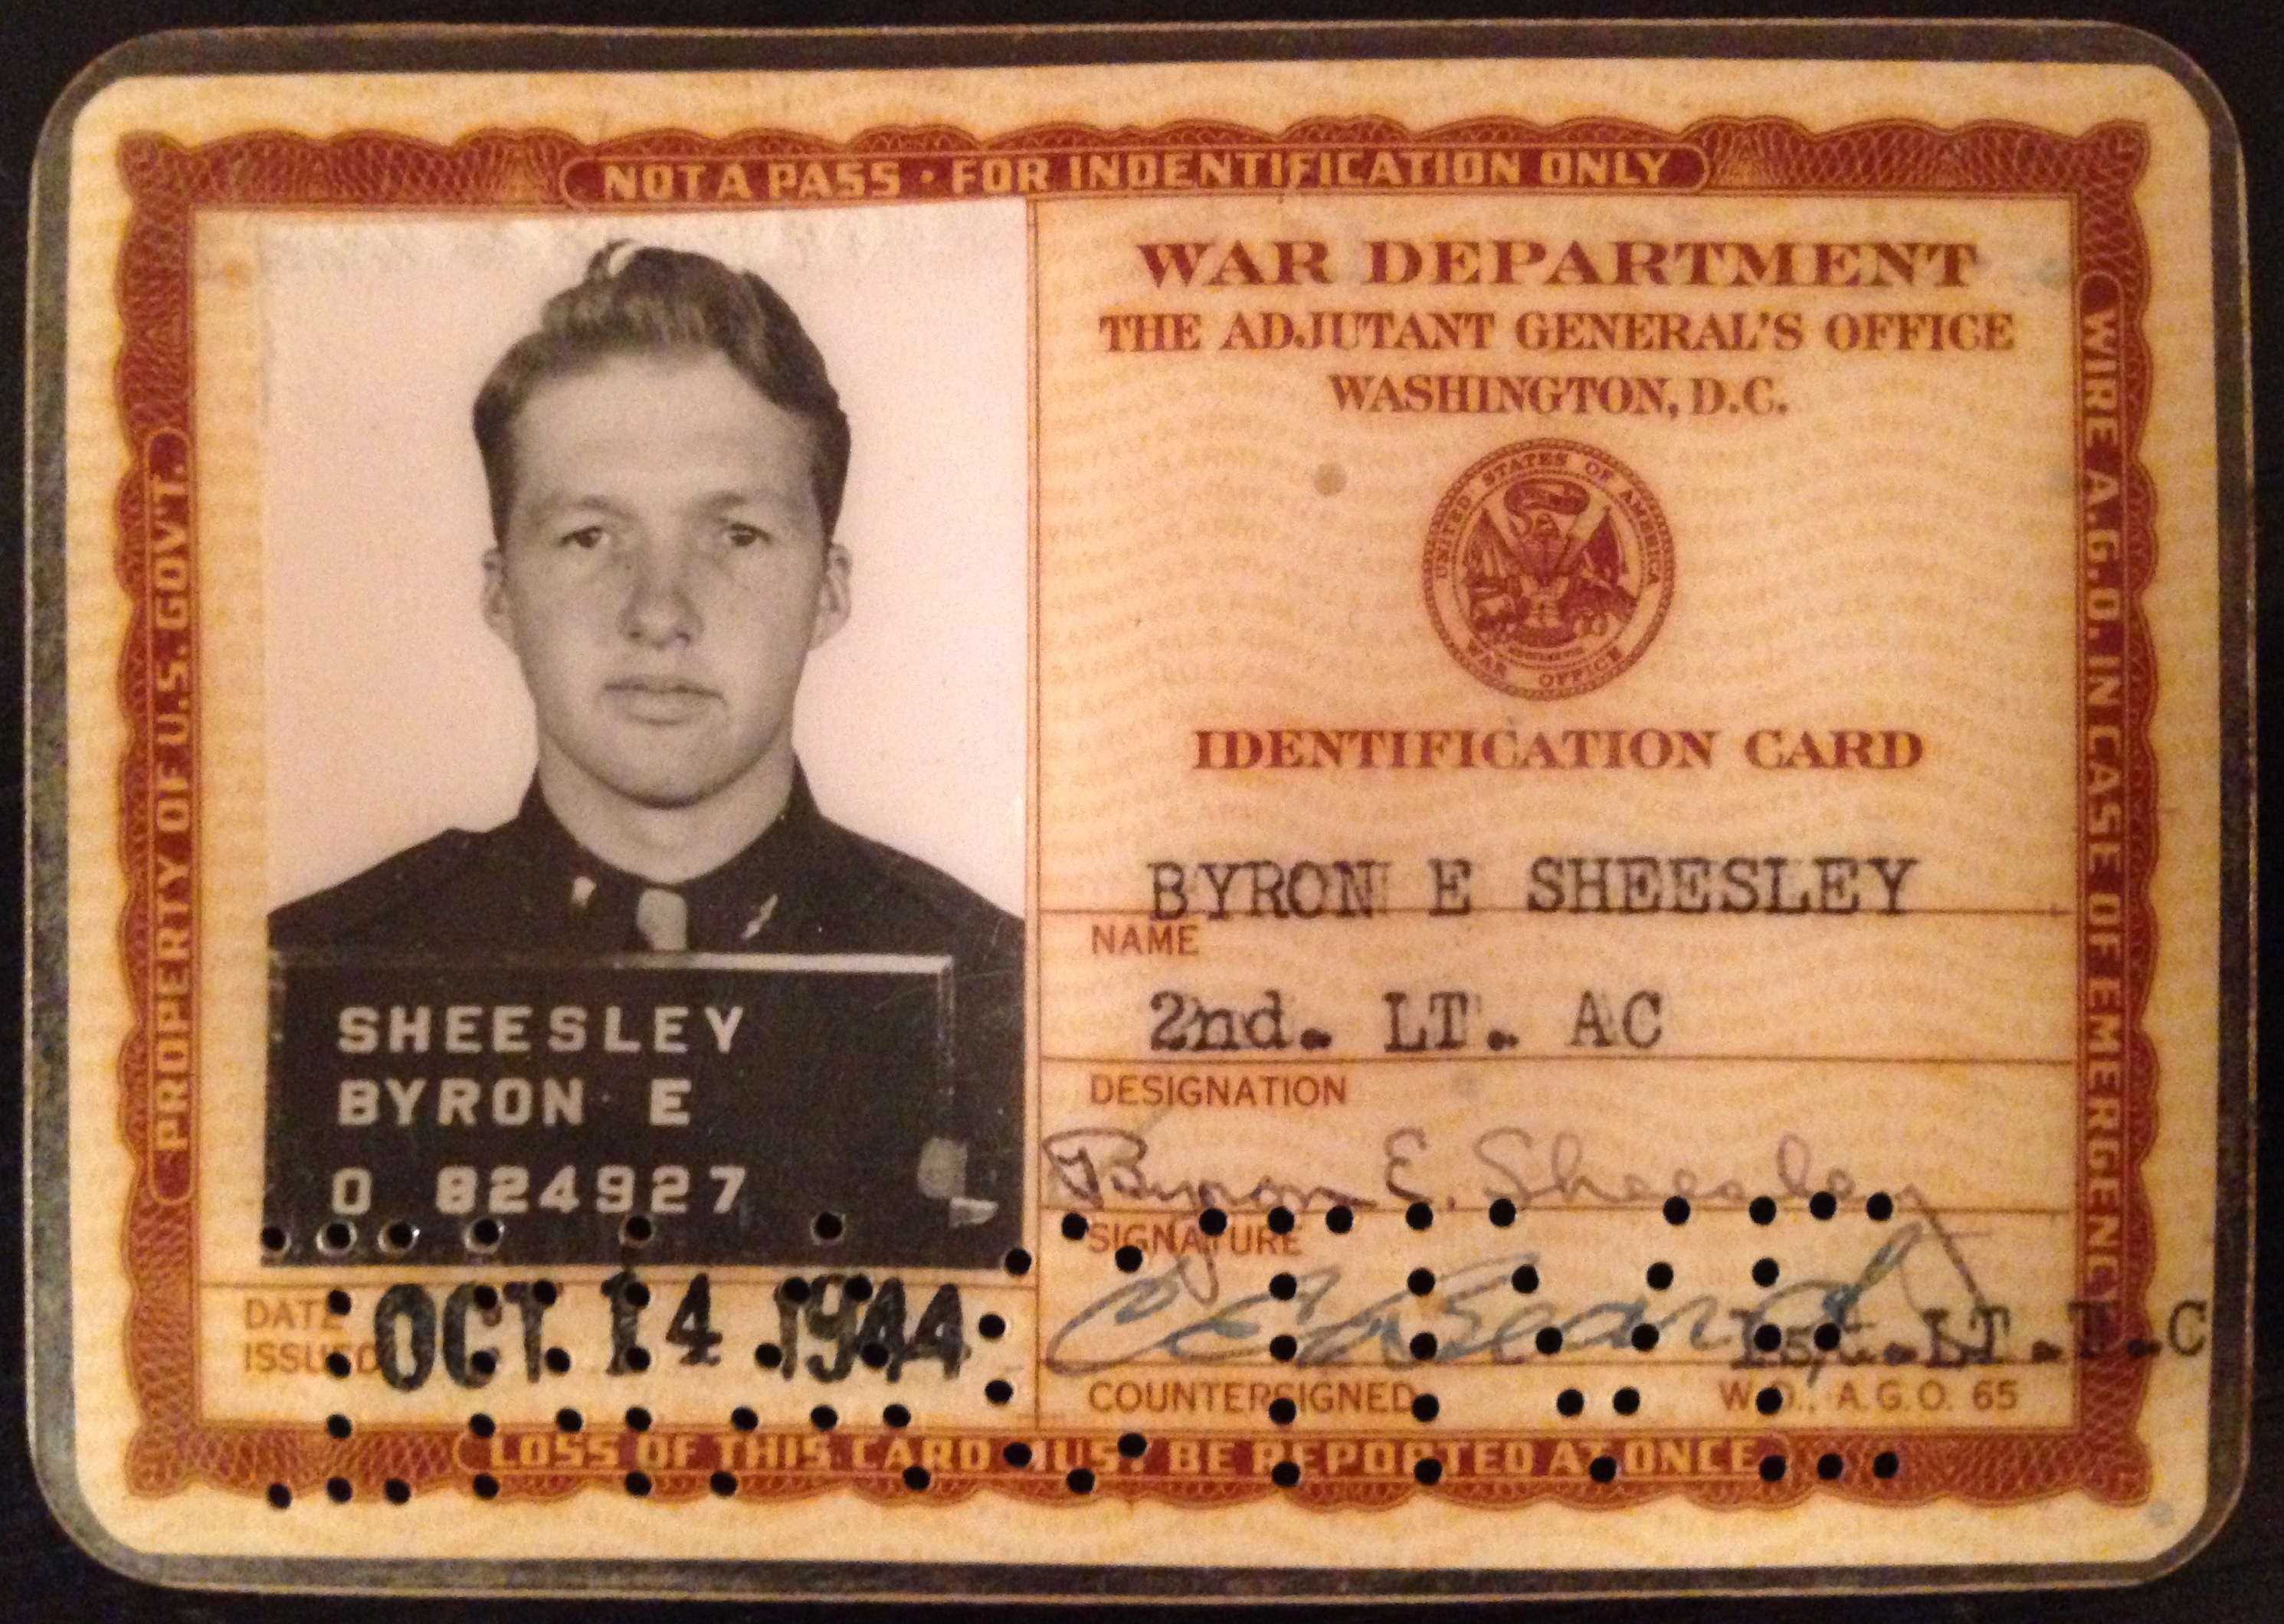 NOT A PASS · FOR INDENTIFICATION ONLY
PROPERTY OF U.S. GOVT.
WIRE A.G.O. IN CASE OF EMERGENCY
WAR DEPARTMENT
THE ADJUTANT GENERAL'S OFFICE
WASHINGTON, D.C.
UNITED STATES OF AMERICA
WAR OFFICE
IDENTIFICATION CARD
BYRON E SHEESLEY
NAME
2nd. LT. AC
DESIGNATION
Byron E. Sheesley
SIGNATURE
1st. LT. T.C
COUNTERSIGNED
W.D., A.G.O. 65
SHEESLEY
BYRON E
O 824927
DATE ISSUED
OCT 14 1944
LOSS OF THIS CARD MUST BE REPORTED AT ONCE